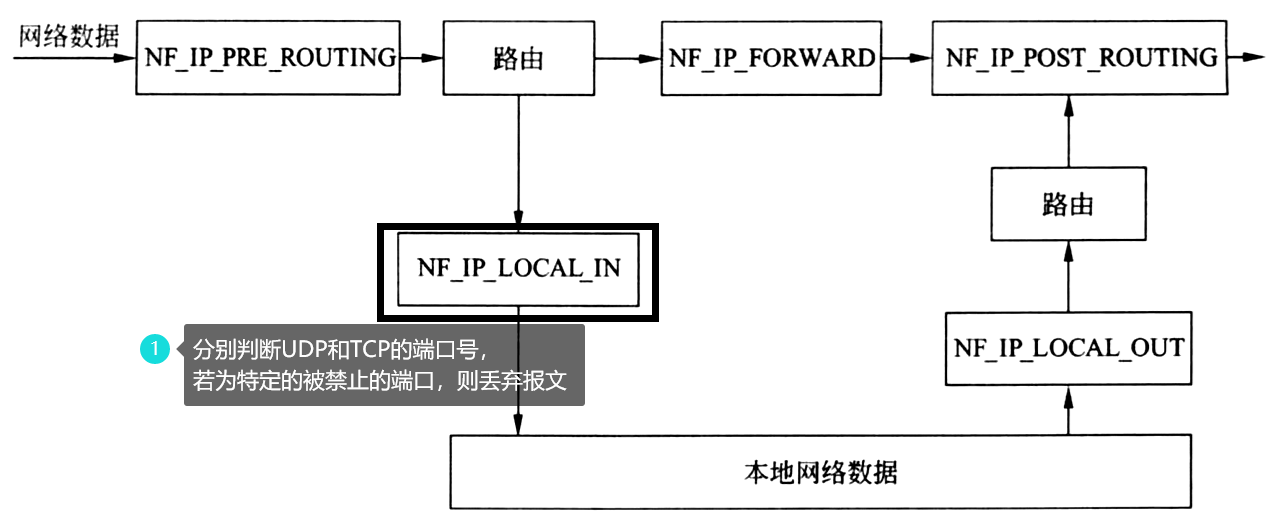 网络数据
NF_IP_PRE_ROUTING
路由
NF_IP_FORWARD
NF_IP_POST_ROUTING
路由
NF_IP_LOCAL_IN
1
分别判断UDP和TCP的端口号，
若为特定的被禁止的端口，则丢弃报文
NF_IP_LOCAL_OUT
本地网络数据